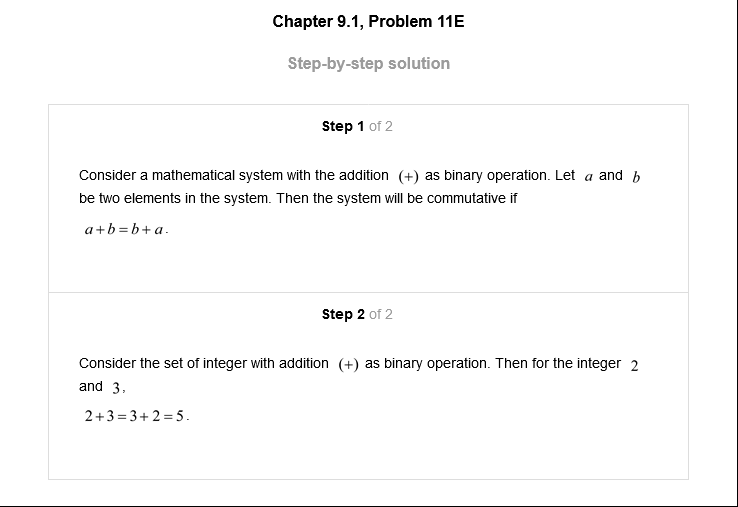 Chapter 9.1, Problem 11E
Step-by-step solution
Step 1 of 2
Consider a mathematical system with the addition (+) as binary operation. Let a and b
be two elements in the system. Then the system will be commutative if
a+b=b+a.
Step 2 of 2
Consider the set of integer with addition (+) as binary operation. Then for the integer 2
and 3,
2+3=3+2=5.